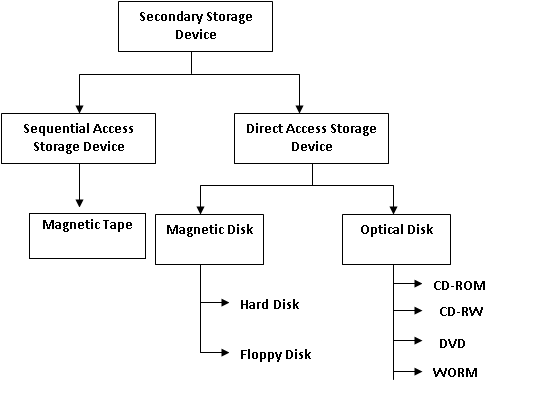 Secondary Storage
Device
Sequential Access
Storage Device
Direct Access Storage
Device
Magnetic Tape
Magnetic Disk
Optical Disk
Hard Disk
Floppy Disk
CD-ROM
CD-RW
DVD
WORM